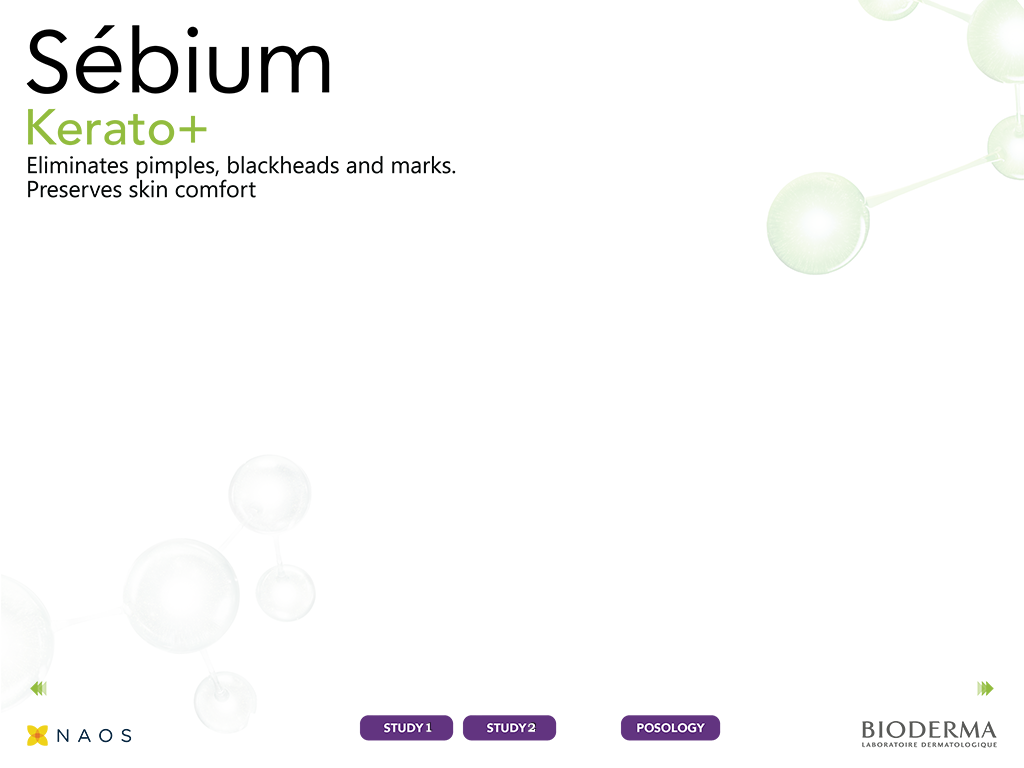 Sébium
Kerato+
Eliminates pimples, blackheads and marks.
Preserves skin comfort
NAOS
STUDY 1
STUDY 2
POSOLOGY
BIODERMA
LABORATOIRE DERMATOLOGIQUE